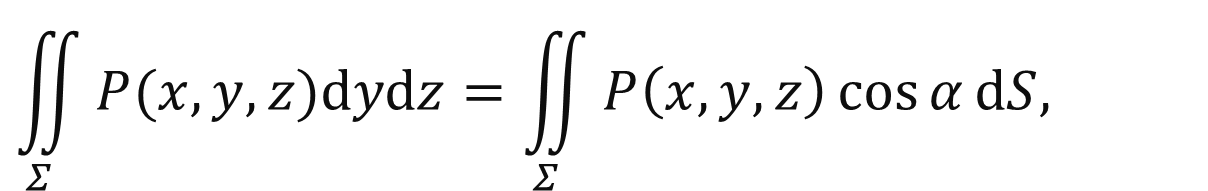 ∬_Σ P(x, y, z)dydz = ∬_Σ P(x, y, z) cos α dS,